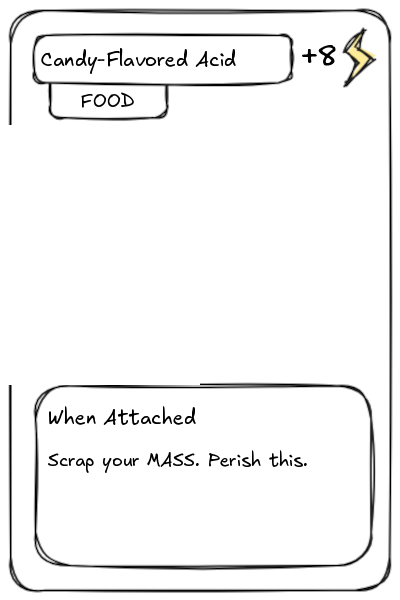 Candy-Flavored Acid
+8
FOOD
When Attached
Scrap your MASS. Perish this.